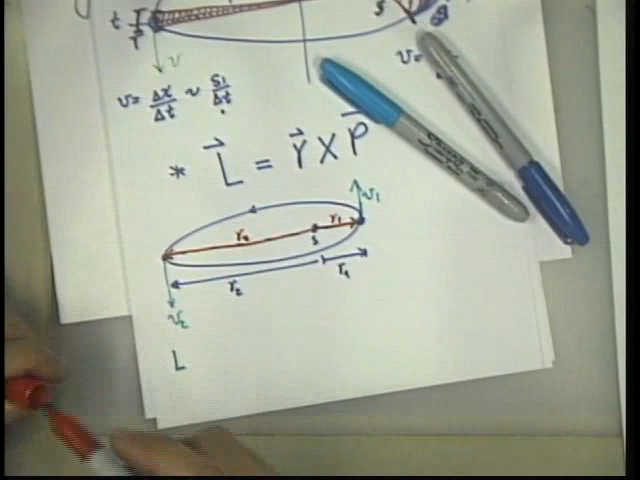 t
S
v
v=
v = Δx/Δt ~ S1/Δt
* L⃗ = r⃗ X P⃗
v1
r2 r1
S
r2 r1
v2
L